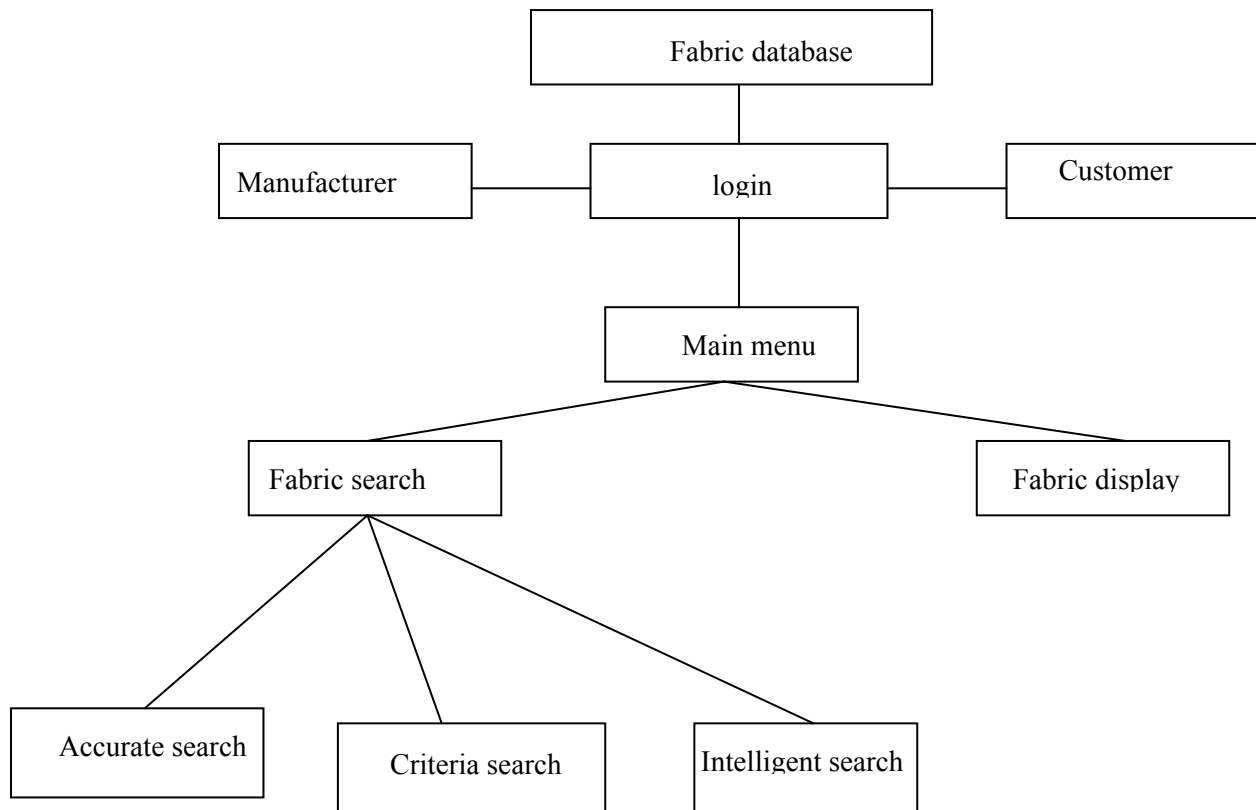 Fabric database
Manufacturer
login
Customer
Main menu
Fabric search
Fabric display
Accurate search
Criteria search
Intelligent search